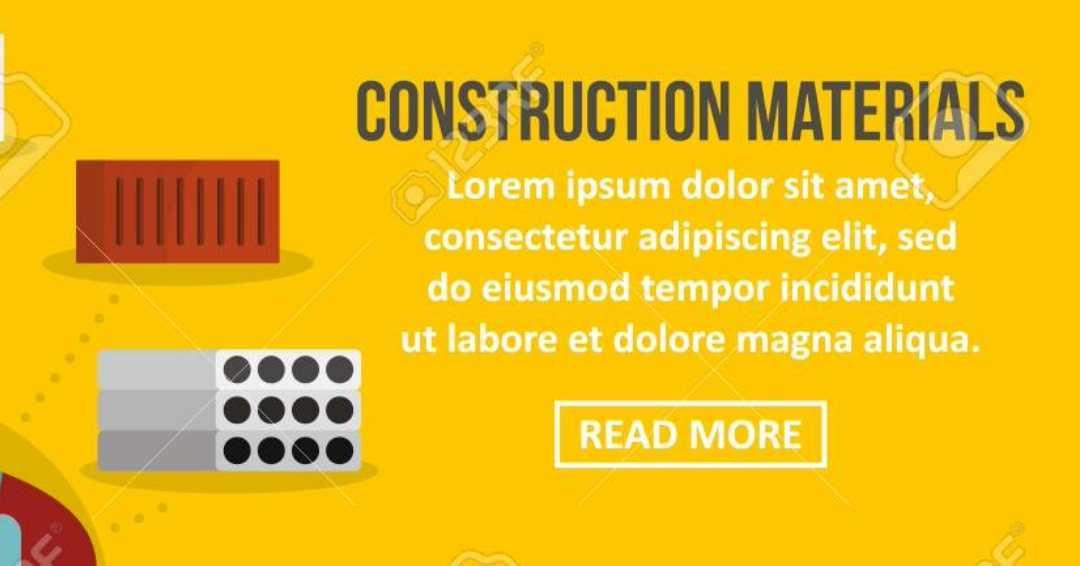 CONSTRUCTION MATERIALS
Lorem ipsum dolor sit amet,
consectetur adipiscing elit, sed
do eiusmod tempor incididunt
ut labore et dolore magna aliqua.
READ MORE
123RF